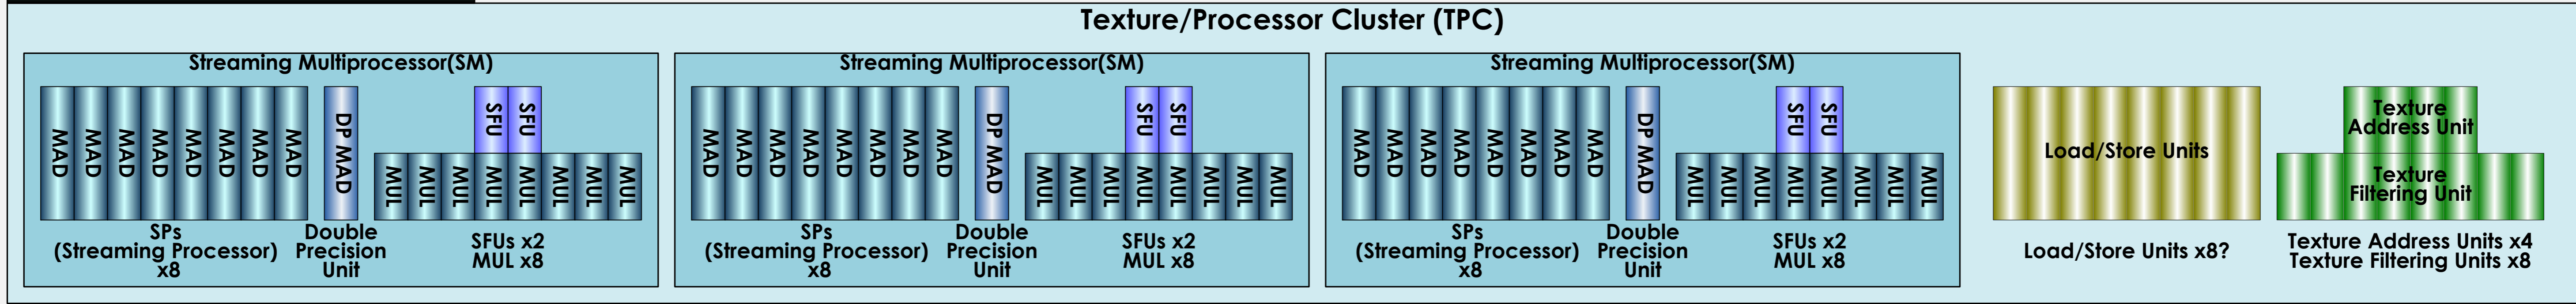 Texture/Processor Cluster (TPC)
Streaming Multiprocessor(SM)
MAD MAD MAD MAD MAD MAD MAD MAD
DP MAD
SFU SFU
MUL MUL MUL MUL MUL MUL MUL MUL
SPs
(Streaming Processor)
x8
Double
Precision
Unit
SFUs x2
MUL x8
Streaming Multiprocessor(SM)
MAD MAD MAD MAD MAD MAD MAD MAD
DP MAD
SFU SFU
MUL MUL MUL MUL MUL MUL MUL MUL
SPs
(Streaming Processor)
x8
Double
Precision
Unit
SFUs x2
MUL x8
Streaming Multiprocessor(SM)
MAD MAD MAD MAD MAD MAD MAD MAD
DP MAD
SFU SFU
MUL MUL MUL MUL MUL MUL MUL MUL
SPs
(Streaming Processor)
x8
Double
Precision
Unit
SFUs x2
MUL x8
Load/Store Units
Load/Store Units x8?
Texture
Address Unit
Texture
Filtering Unit
Texture Address Units x4
Texture Filtering Units x8